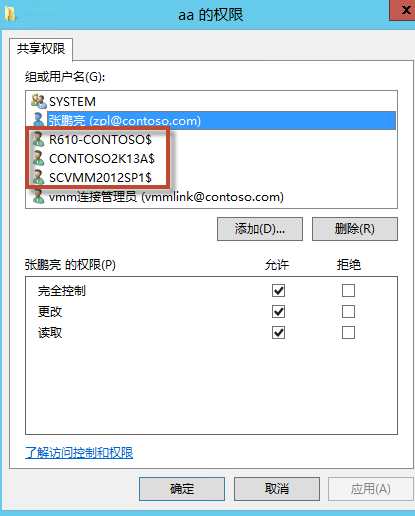 aa 的权限
共享权限
组或用户名(G):
SYSTEM
张鹏亮 (zpl@contoso.com)
R610-CONTOSO$
CONTOSO2K13A$
SCVMM2012SP1$
vmm连接管理员 (vmmlink@contoso.com)
添加(D)... 删除(R)
张鹏亮 的权限(P) 允许 拒绝
完全控制
更改
读取
了解访问控制和权限
确定 取消 应用(A)